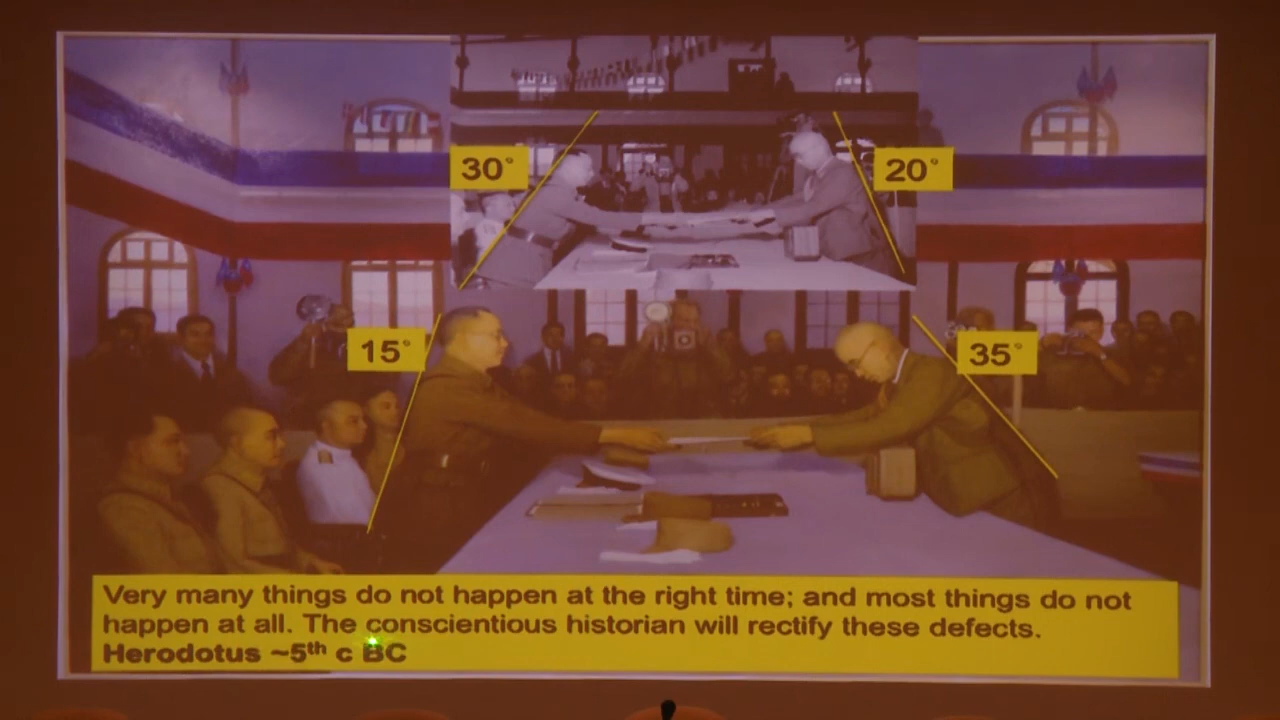 30°
20°
15°
35°
Very many things do not happen at the right time; and most things do not
happen at all. The conscientious historian will rectify these defects.
Herodotus ~5th c BC